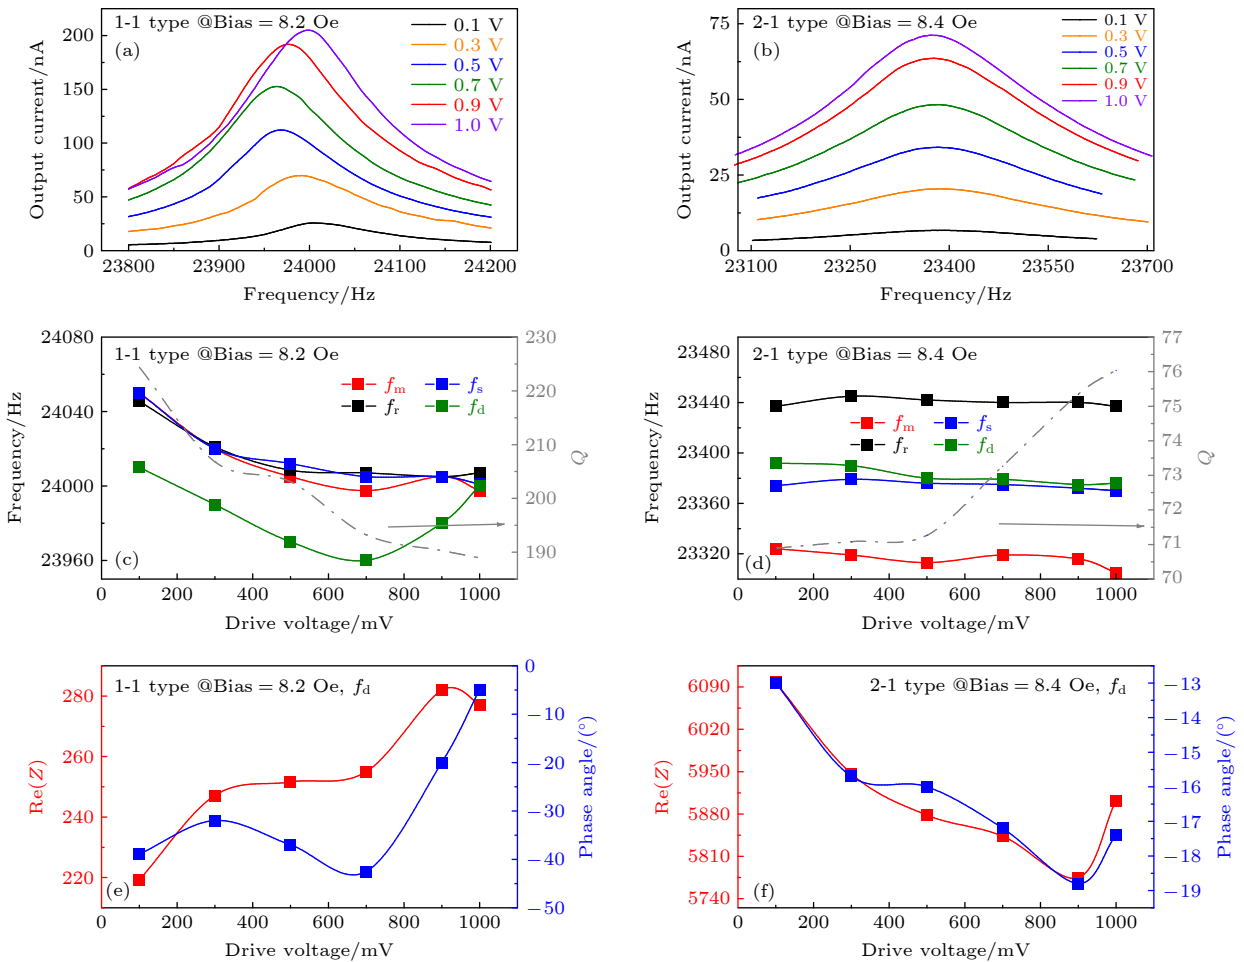 1-1 type @Bias = 8.2 Oe
(a)
0.1 V
0.3 V
0.5 V
0.7 V
0.9 V
1.0 V
200
150
100
50
0
Output current/nA
23800 23900 24000 24100 24200
Frequency/Hz
2-1 type @Bias = 8.4 Oe
(b)
0.1 V
0.3 V
0.5 V
0.7 V
0.9 V
1.0 V
75
50
25
0
Output current/nA
23100 23250 23400 23550 23700
Frequency/Hz
1-1 type @Bias = 8.2 Oe
(c)
fm fs
fr fd
24080
24040
24000
23960
Frequency/Hz
230
220
210
200
190
Q
0 200 400 600 800 1000
Drive voltage/mV
2-1 type @Bias = 8.4 Oe
(d)
fm fs
fr fd
23480
23440
23400
23360
23320
Frequency/Hz
77
76
75
74
73
72
71
70
Q
0 200 400 600 800 1000
Drive voltage/mV
1-1 type @Bias = 8.2 Oe, fd
(e)
280
260
240
220
Re(Z)
0
−10
−20
−30
−40
−50
Phase angle/(°)
0 200 400 600 800 1000
Drive voltage/mV
2-1 type @Bias = 8.4 Oe, fd
(f)
6090
6020
5950
5880
5810
5740
Re(Z)
−13
−14
−15
−16
−17
−18
−19
Phase angle/(°)
0 200 400 600 800 1000
Drive voltage/mV